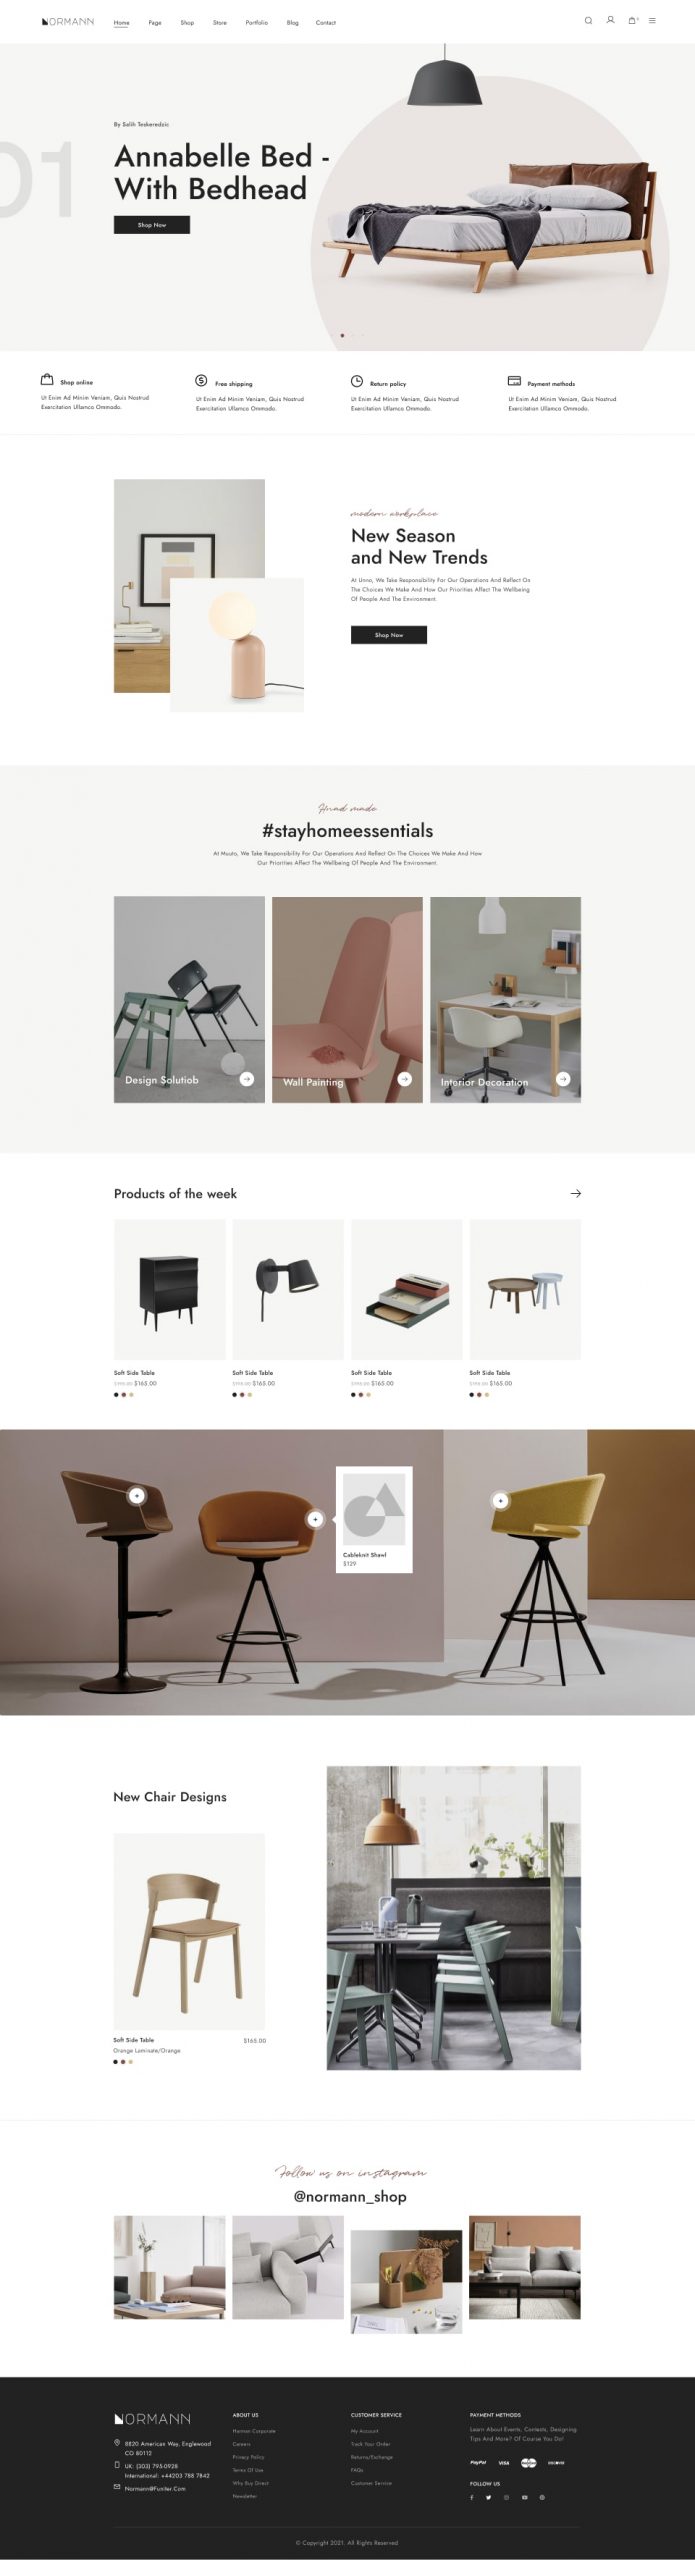 NORMANN
Home Page Shop Store Portfolio Blog Contact
01
By Salih Teskeredzic
Annabelle Bed -
With Bedhead
Shop Now
Shop online
Ut Enim Ad Minim Veniam, Quis Nostrud
Exercitation Ullamco Ommodo.
Free shipping
Ut Enim Ad Minim Veniam, Quis Nostrud
Exercitation Ullamco Ommodo.
Return policy
Ut Enim Ad Minim Veniam, Quis Nostrud
Exercitation Ullamco Ommodo.
Payment methods
Ut Enim Ad Minim Veniam, Quis Nostrud
Exercitation Ullamco Ommodo.
modern workplace
New Season
and New Trends
At Unno, We Take Responsibility For Our Operations And Reflect On
The Choices We Make And How Our Priorities Affect The Wellbeing
Of People And The Environment.
Shop Now
Hand made
#stayhomeessentials
At Muuto, We Take Responsibility For Our Operations And Reflect On The Choices We Make And How
Our Priorities Affect The Wellbeing Of People And The Environment.
Design Solutiob
Wall Painting
Interior Decoration
Products of the week
Soft Side Table
$198.00 $165.00
Soft Side Table
$198.00 $165.00
Soft Side Table
$198.00 $165.00
Soft Side Table
$198.00 $165.00
Cableknit Shawl
$129
New Chair Designs
Soft Side Table $165.00
Orange Laminate/Orange
Follow us on instagram
@normann_shop
NORMANN
8820 American Way, Englewood
CO 80112
UK: (303) 795-0928
International: +44203 788 7842
Normann@Funiter.Com
ABOUT US
Harman Corporate
Careers
Privacy Policy
Terms Of Use
Why Buy Direct
Newsletter
CUSTOMER SERVICE
My Account
Track Your Order
Returns/Exchange
FAQs
Customer Service
PAYMENT METHODS
Learn About Events, Contests, Designing
Tips And More? Of Course You Do!
PayPal VISA DISCOVER
FOLLOW US
© Copyright 2021. All Rights Reserved